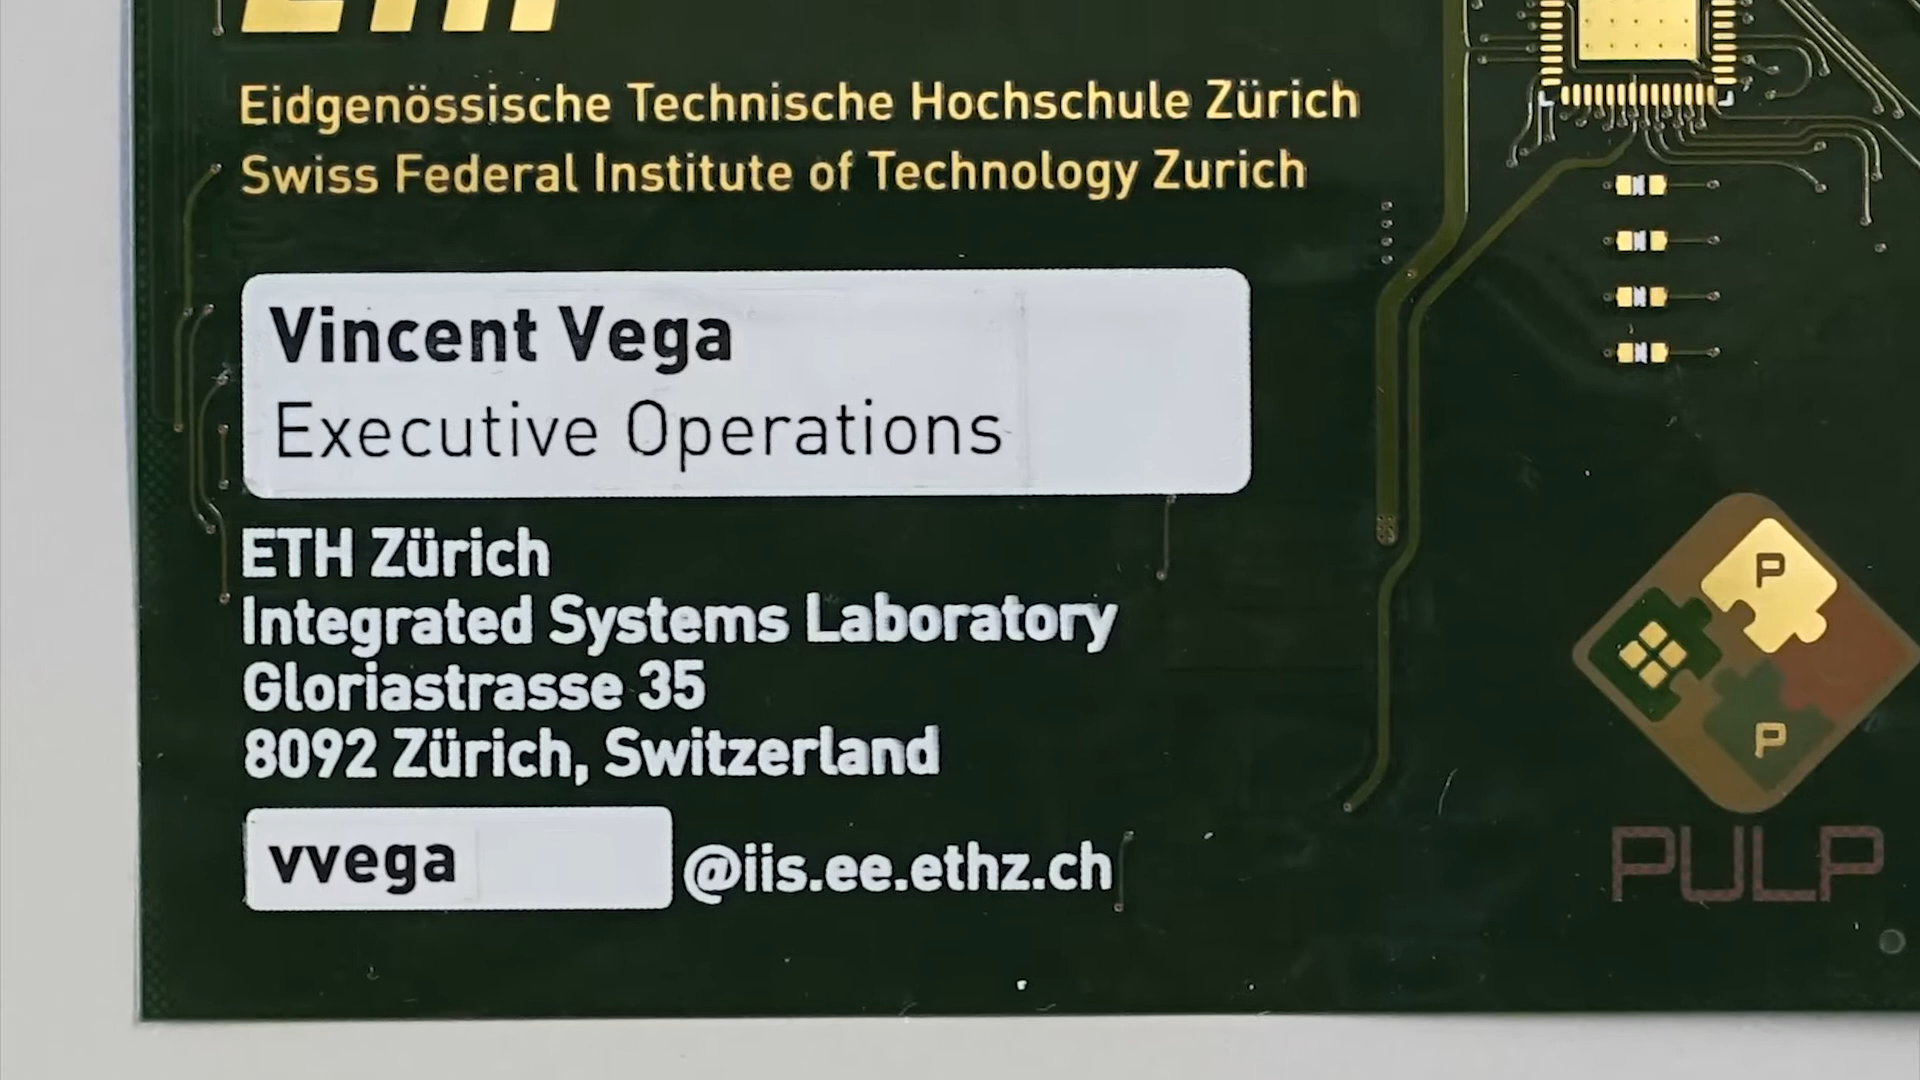 ETH
Eidgenössische Technische Hochschule Zürich
Swiss Federal Institute of Technology Zurich
Vincent Vega
Executive Operations
ETH Zürich
Integrated Systems Laboratory
Gloriastrasse 35
8092 Zürich, Switzerland
vvega @iis.ee.ethz.ch
P
P
PULP